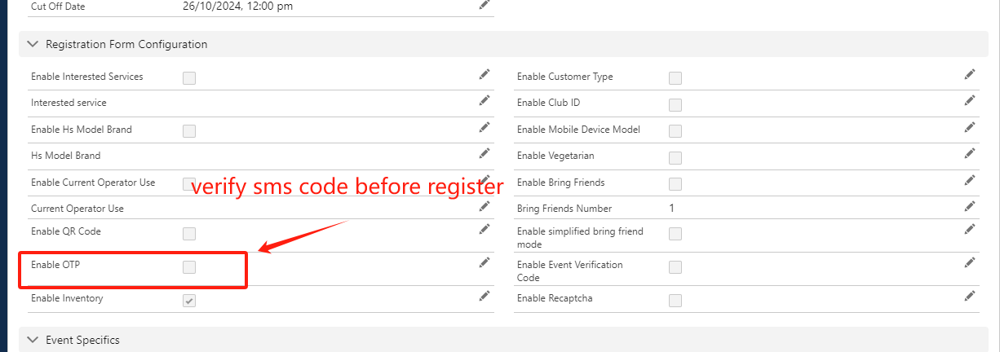 Cut Off Date 26/10/2024, 12:00 pm
Registration Form Configuration
Enable Interested Services Enable Customer Type
Interested service Enable Club ID
Enable Hs Model Brand Enable Mobile Device Model
Hs Model Brand Enable Vegetarian
Enable Current Operator Use Enable Bring Friends
verify sms code before register
Current Operator Use Bring Friends Number 1
Enable QR Code Enable simplified bring friend
mode
Enable OTP Enable Event Verification
Code
Enable Inventory Enable Recaptcha
Event Specifics